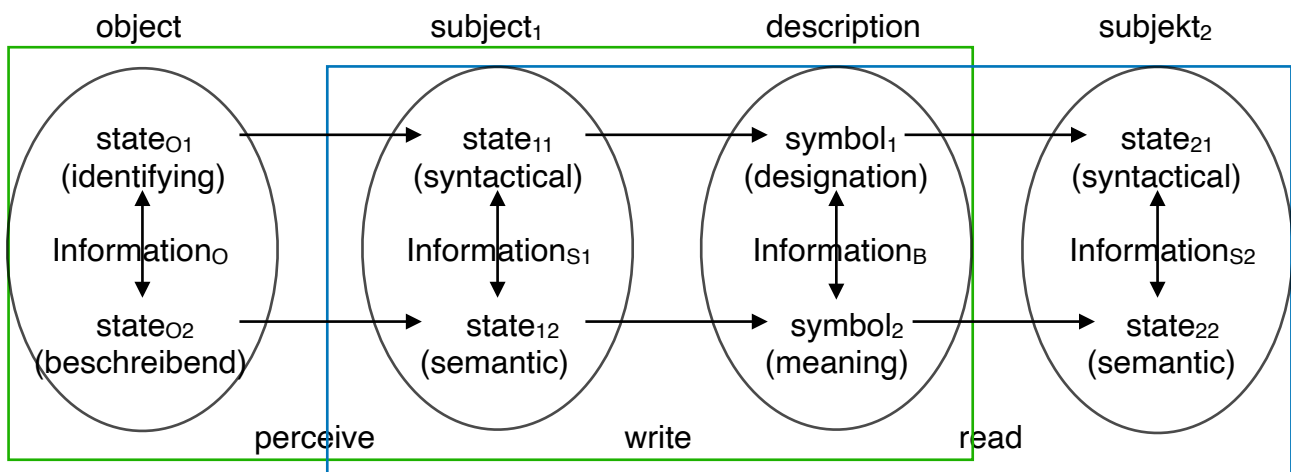 object subject₁ description subjekt₂
stateO1 state₁₁ symbol₁ state₂₁
(identifying) (syntactical) (designation) (syntactical)
InformationO InformationS1 InformationB InformationS2
stateO2 state₁₂ symbol₂ state₂₂
(beschreibend) (semantic) (meaning) (semantic)
perceive write read